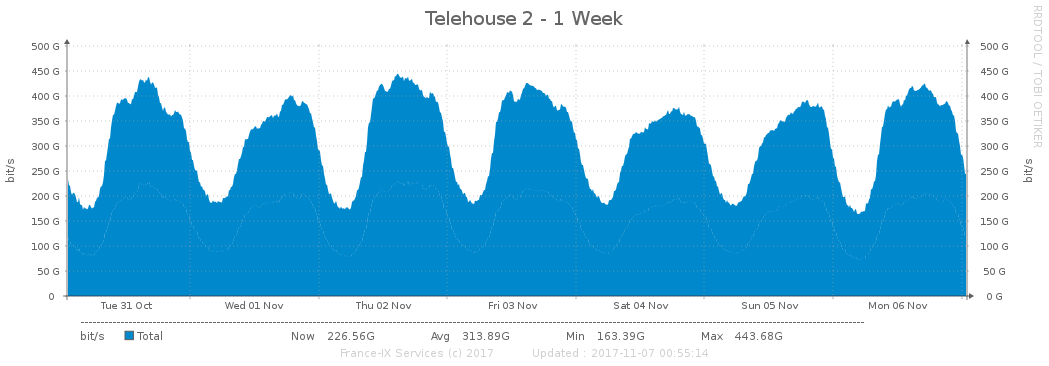 Telehouse 2 - 1 Week
RRDTOOL / TOBI OETIKER
500 G 500 G
450 G 450 G
400 G 400 G
350 G 350 G
300 G 300 G
250 G 250 G
200 G 200 G
150 G 150 G
100 G 100 G
50 G 50 G
0 0 G
bit/s
bit/s
Tue 31 Oct Wed 01 Nov Thu 02 Nov Fri 03 Nov Sat 04 Nov Sun 05 Nov Mon 06 Nov
bit/s Total Now 226.56G Avg 313.89G Min 163.39G Max 443.68G
France-IX Services (c) 2017 Updated : 2017-11-07 00:55:14